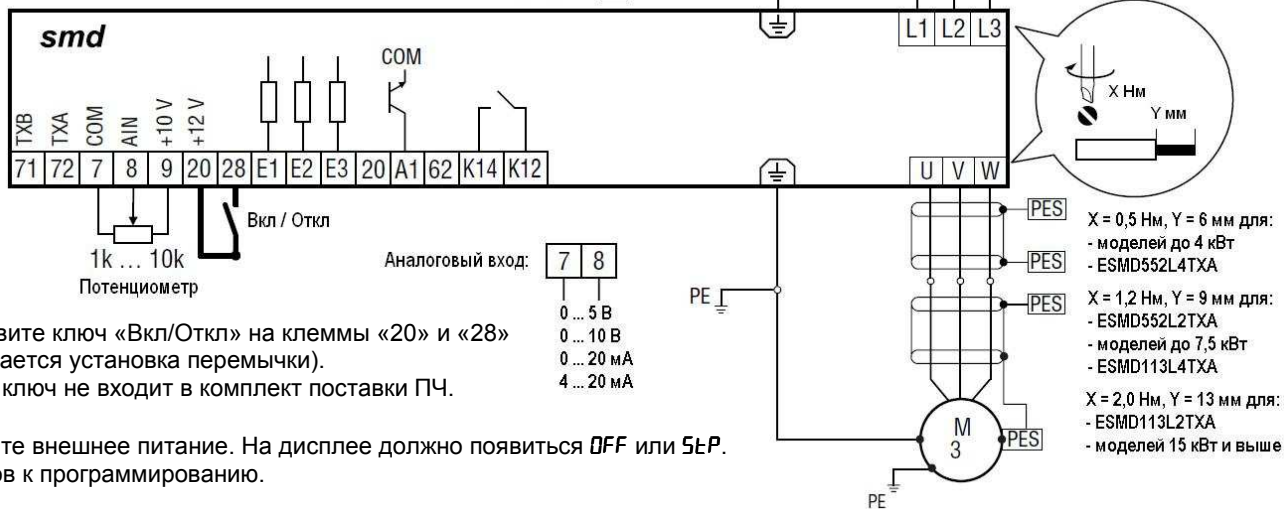 smd
L1 L2 L3
COM
TXB TXA COM AIN +10 V +12 V
71 72 7 8 9 20 28 E1 E2 E3 20 A1 62 K14 K12
U V W
X Нм
Y мм
Вкл / Откл
1k ... 10k
Потенциометр
Аналоговый вход:
7 8
0 ... 5 В
0 ... 10 В
0 ... 20 мА
4 ... 20 мА
PE
PES
PES
PES
PES
M
3
PE
X = 0,5 Нм, Y = 6 мм для:
- моделей до 4 кВт
- ESMD552L4TXA
X = 1,2 Нм, Y = 9 мм для:
- ESMD552L2TXA
- моделей до 7,5 кВт
- ESMD113L4TXA
X = 2,0 Нм, Y = 13 мм для:
- ESMD113L2TXA
- моделей 15 кВт и выше
вите ключ «Вкл/Откл» на клеммы «20» и «28»
ается установка перемычки).
ключ не входит в комплект поставки ПЧ.
те внешнее питание. На дисплее должно появиться OFF или StP.
ов к программированию.